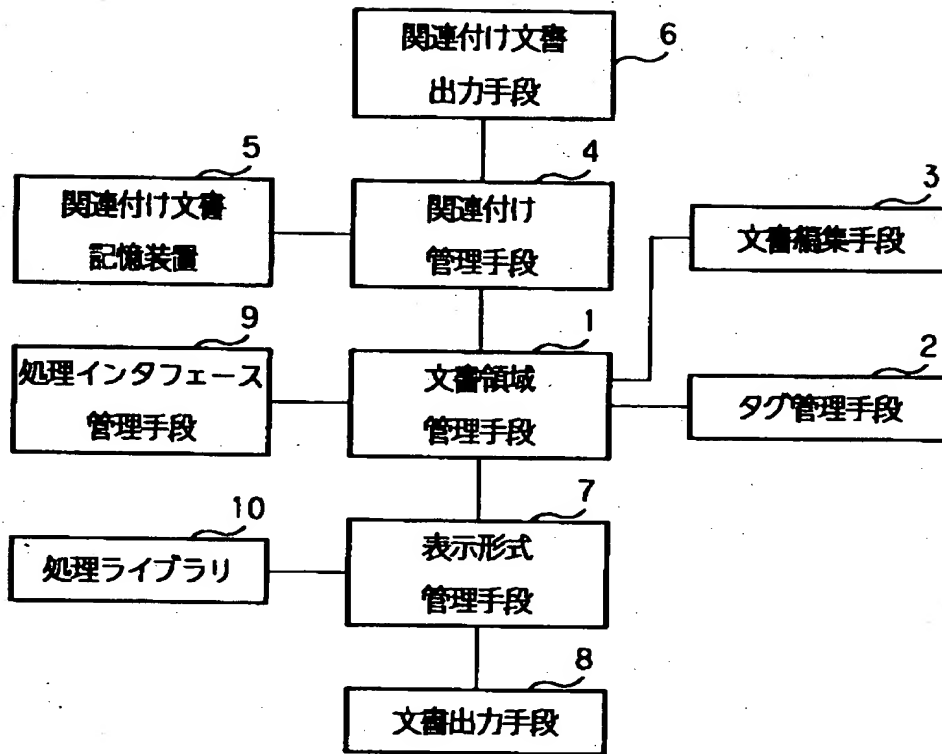 関連付け文書
出力手段
6
5
関連付け文書
記憶装置
4
関連付け
管理手段
3
文書編集手段
9
処理インタフェース
管理手段
1
文書領域
管理手段
2
タグ管理手段
10
処理ライブラリ
7
表示形式
管理手段
8
文書出力手段